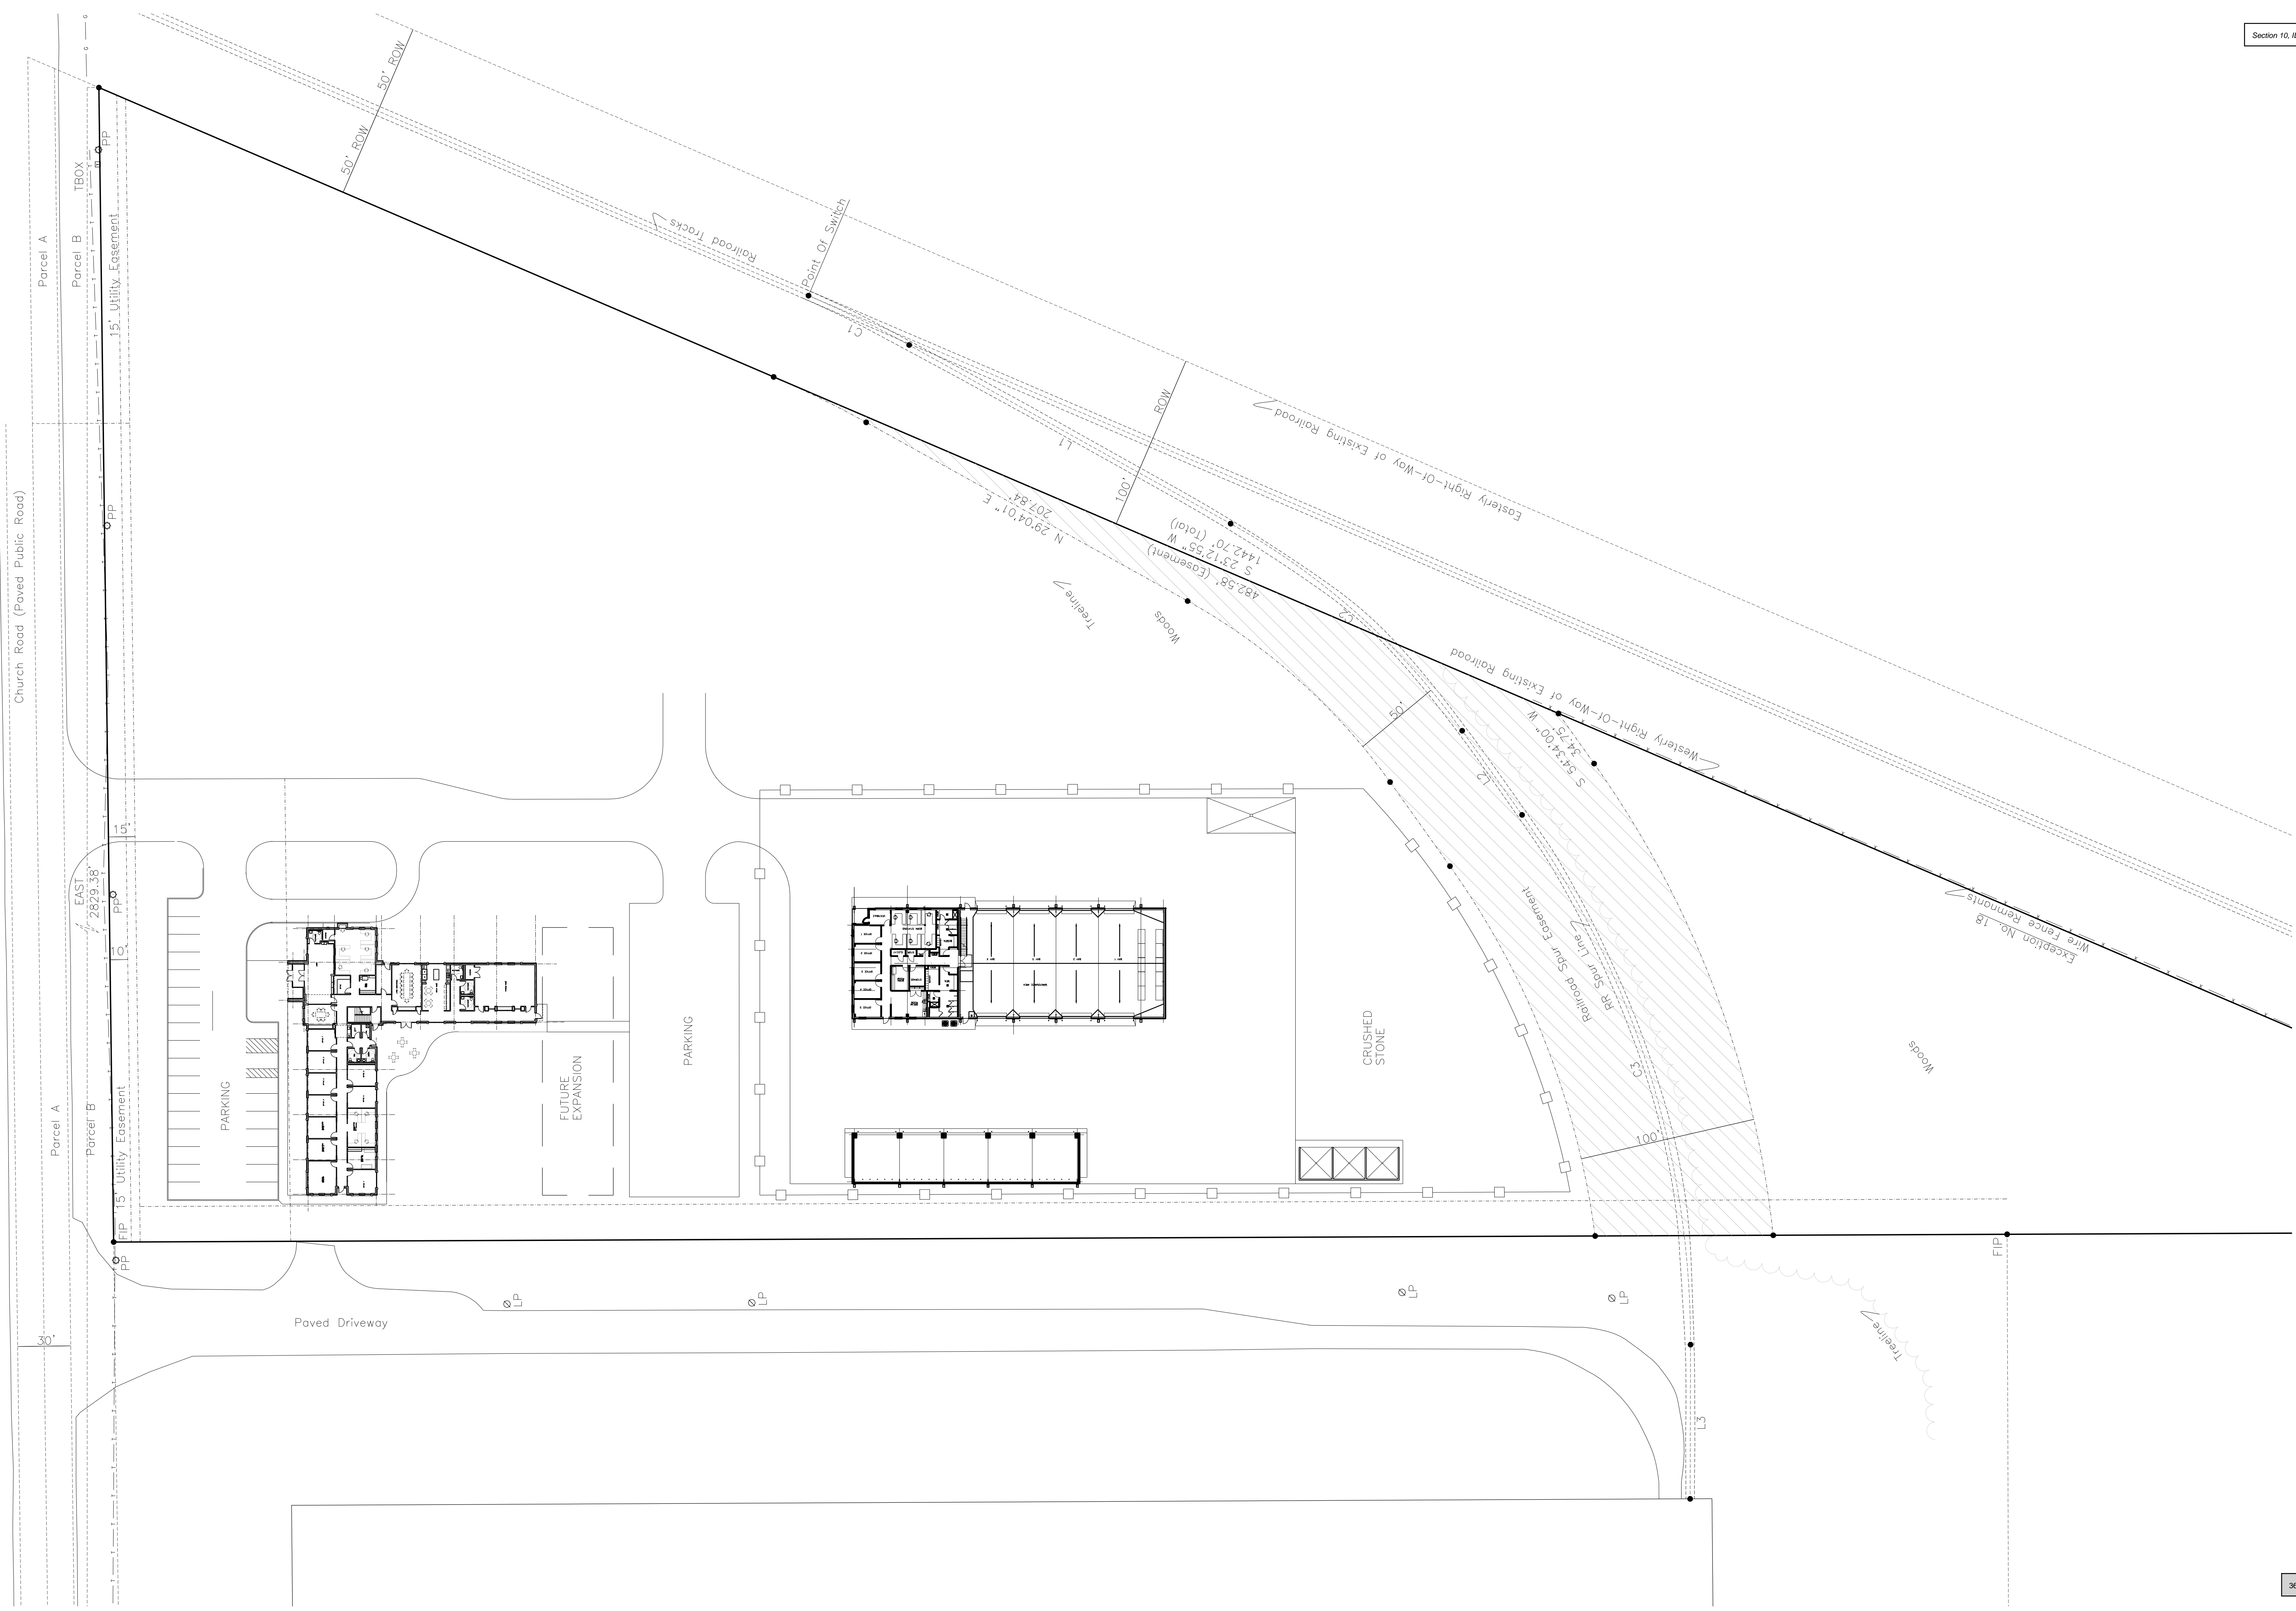 Section 10, I
50' ROW
50' ROW
PP
TBOX
Parcel A
Parcel B
15' Utility Easement
Railroad Tracks
Point Of Switch
C1
L1
ROW
100'
Easterly Right-Of-Way of Existing Railroad
N 29°04'01" E
207.84'
S 23°12'55" W
1442.70' (Total)
482.58' (Easement)
Treeline
Woods
C2
Westerly Right-Of-Way of Existing Railroad
50'
S 54°34'00" W
34.75'
L2
Church Road (Paved Public Road)
PP
15'
EAST
2829.38'
PP
10'
Railroad Spur Easement
RR Spur Line
Wire Fence Remnants
Exception No. 18
Woods
PARKING
FUTURE
EXPANSION
PARKING
CRUSHED
STONE
C3
100'
Parcel A
Parcel B
15' Utility Easement
FIP
PP
FIP
LP
LP
LP
LP
Paved Driveway
30'
Treeline
L3
36